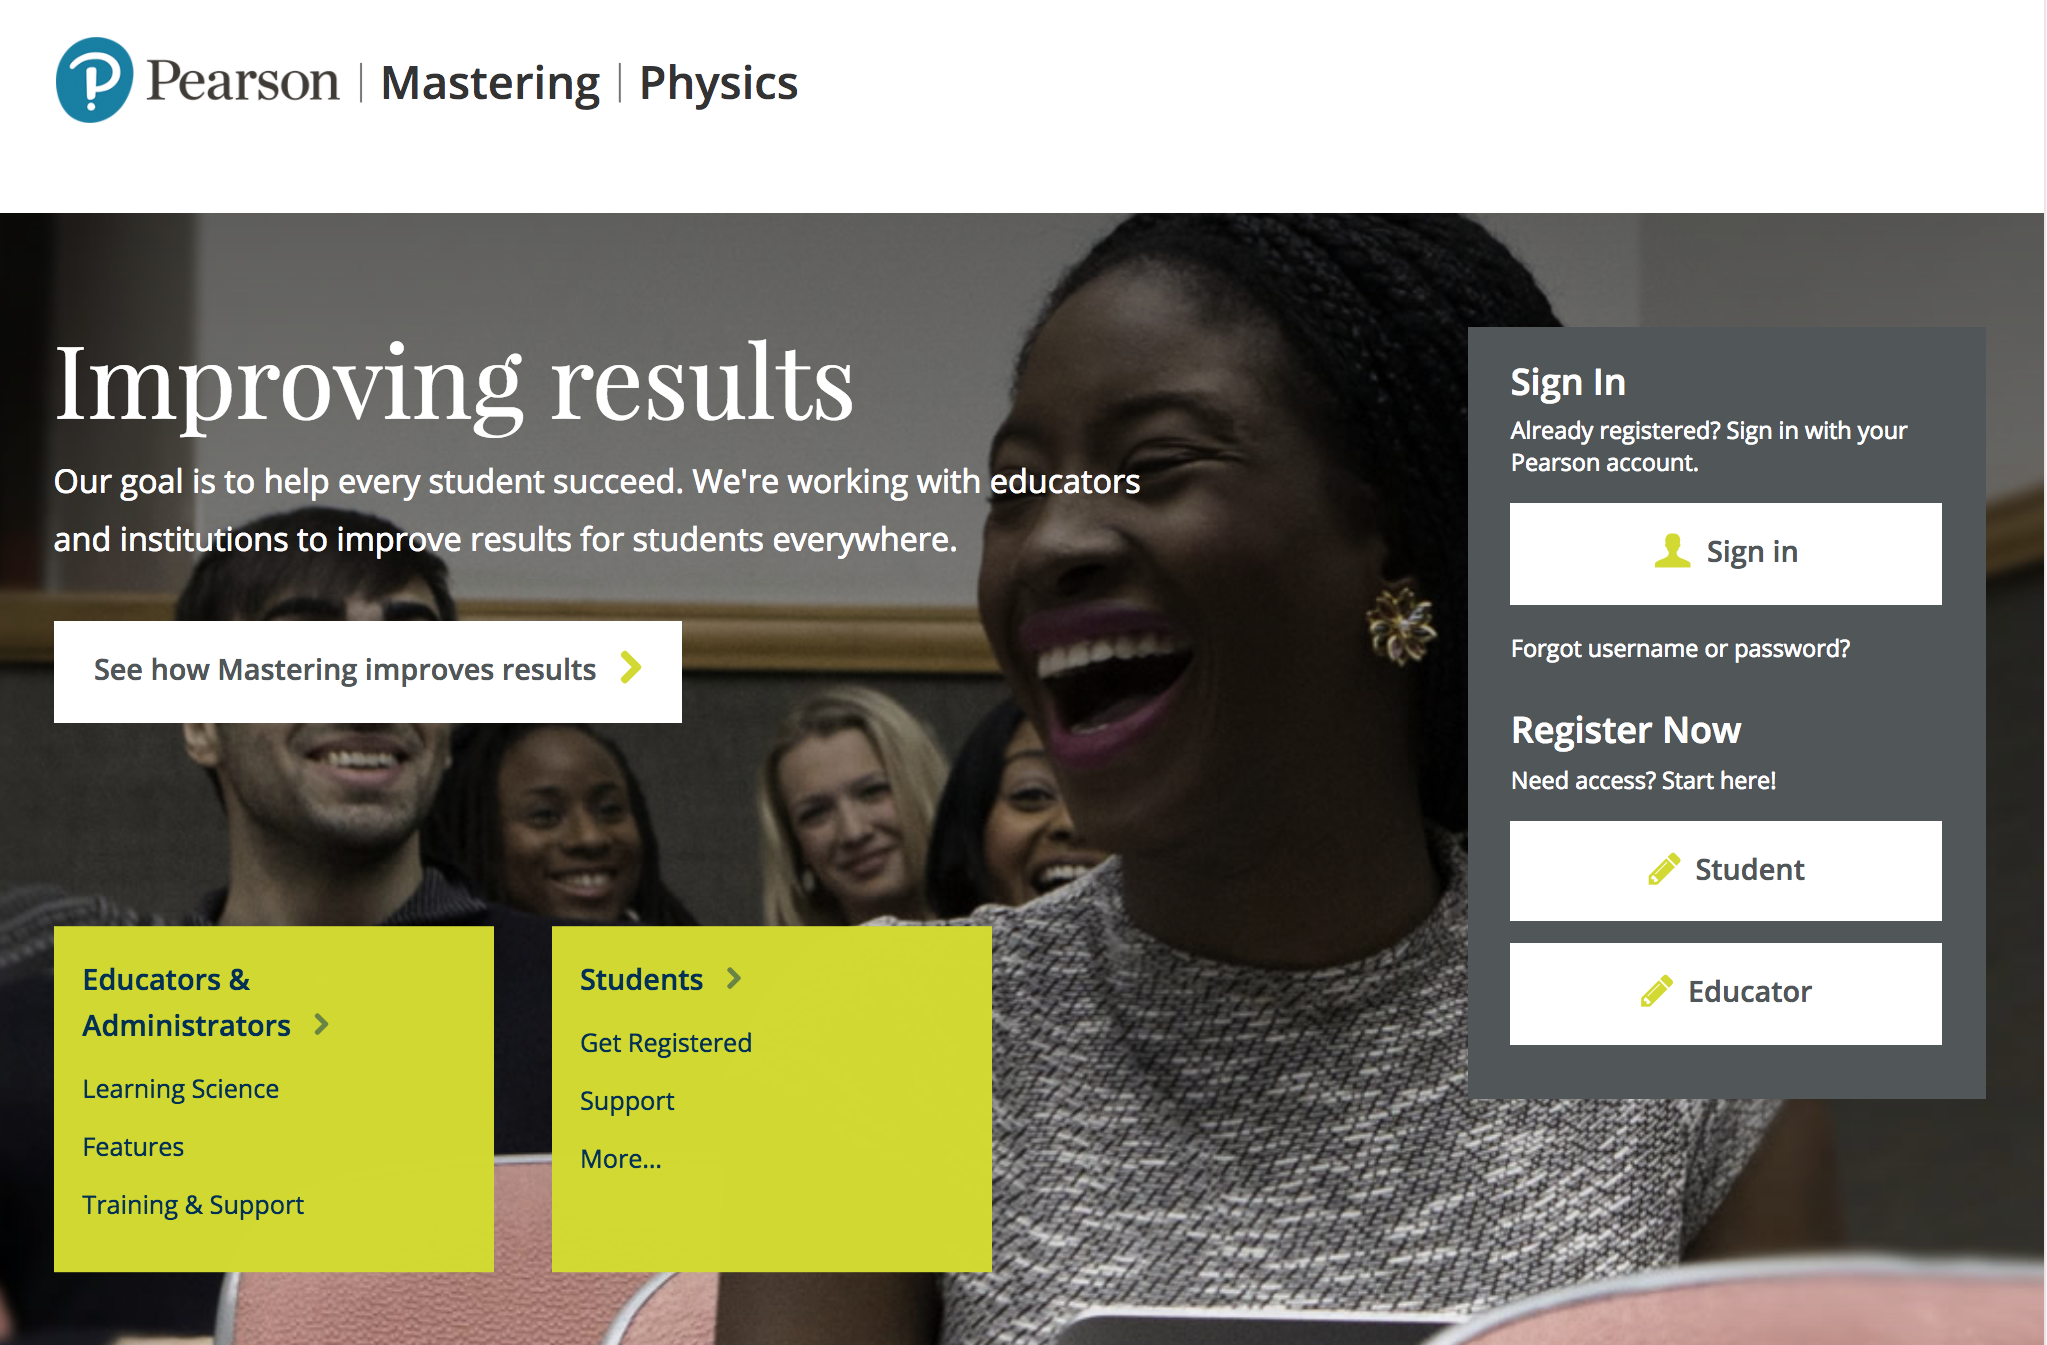 Pearson | Mastering | Physics
Improving results
Our goal is to help every student succeed. We're working with educators
and institutions to improve results for students everywhere.
See how Mastering improves results
Educators &
Administrators
Learning Science
Features
Training & Support
Students
Get Registered
Support
More...
Sign In
Already registered? Sign in with your
Pearson account.
Sign in
Forgot username or password?
Register Now
Need access? Start here!
Student
Educator